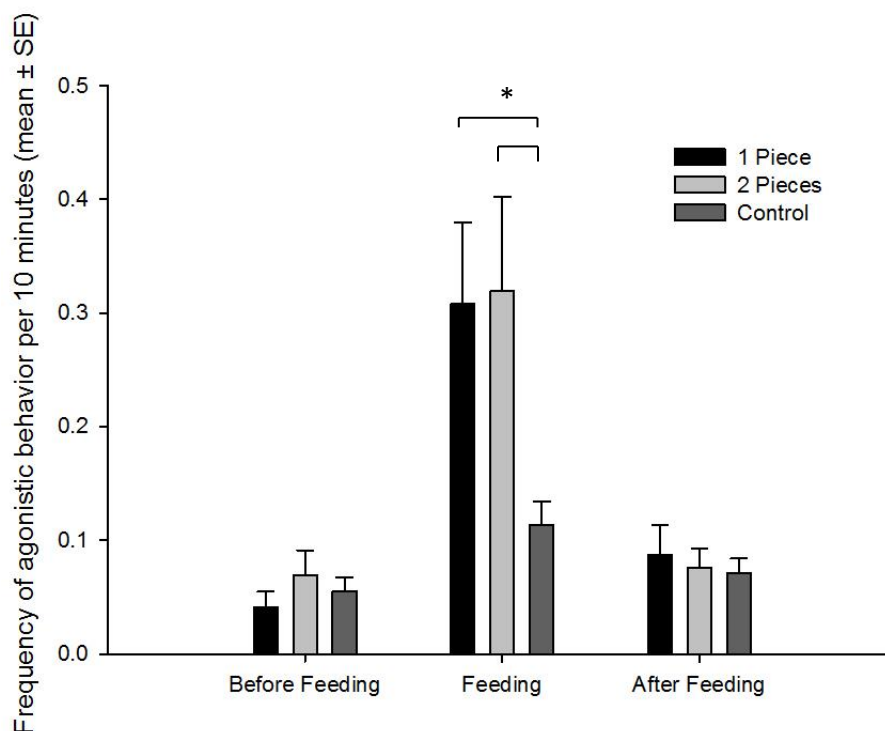 Frequency of agonistic behavior per 10 minutes (mean ± SE)
0.5
0.4
0.3
0.2
0.1
0.0
*
1 Piece
2 Pieces
Control
Before Feeding
Feeding
After Feeding